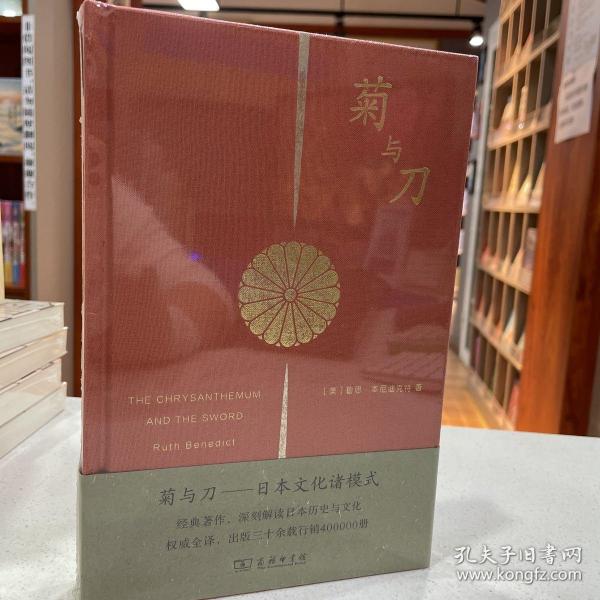 菊与刀
THE CHRYSANTHEMUM
AND THE SWORD
Ruth Benedict
［美］鲁思·本尼迪克特 著
菊与刀——日本文化诸模式
经典著作，深刻解读日本历史与文化
权威全译，出版三十余载行销400000册
商务印书馆
The Commercial Press
孔夫子旧书网
www.kongfz.com